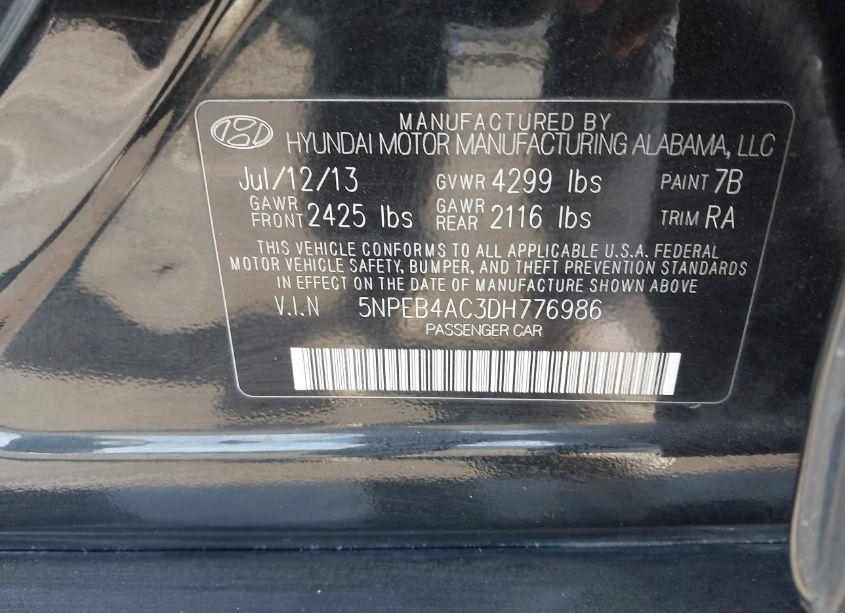 MANUFACTURED BY
HYUNDAI MOTOR MANUFACTURING ALABAMA, LLC
Jul/12/13 GVWR 4299 lbs PAINT 7B
GAWR FRONT 2425 lbs GAWR REAR 2116 lbs TRIM RA
THIS VEHICLE CONFORMS TO ALL APPLICABLE U.S.A. FEDERAL
MOTOR VEHICLE SAFETY, BUMPER, AND THEFT PREVENTION STANDARDS
IN EFFECT ON THE DATE OF MANUFACTURE SHOWN ABOVE
V.I.N 5NPEB4AC3DH776986
PASSENGER CAR